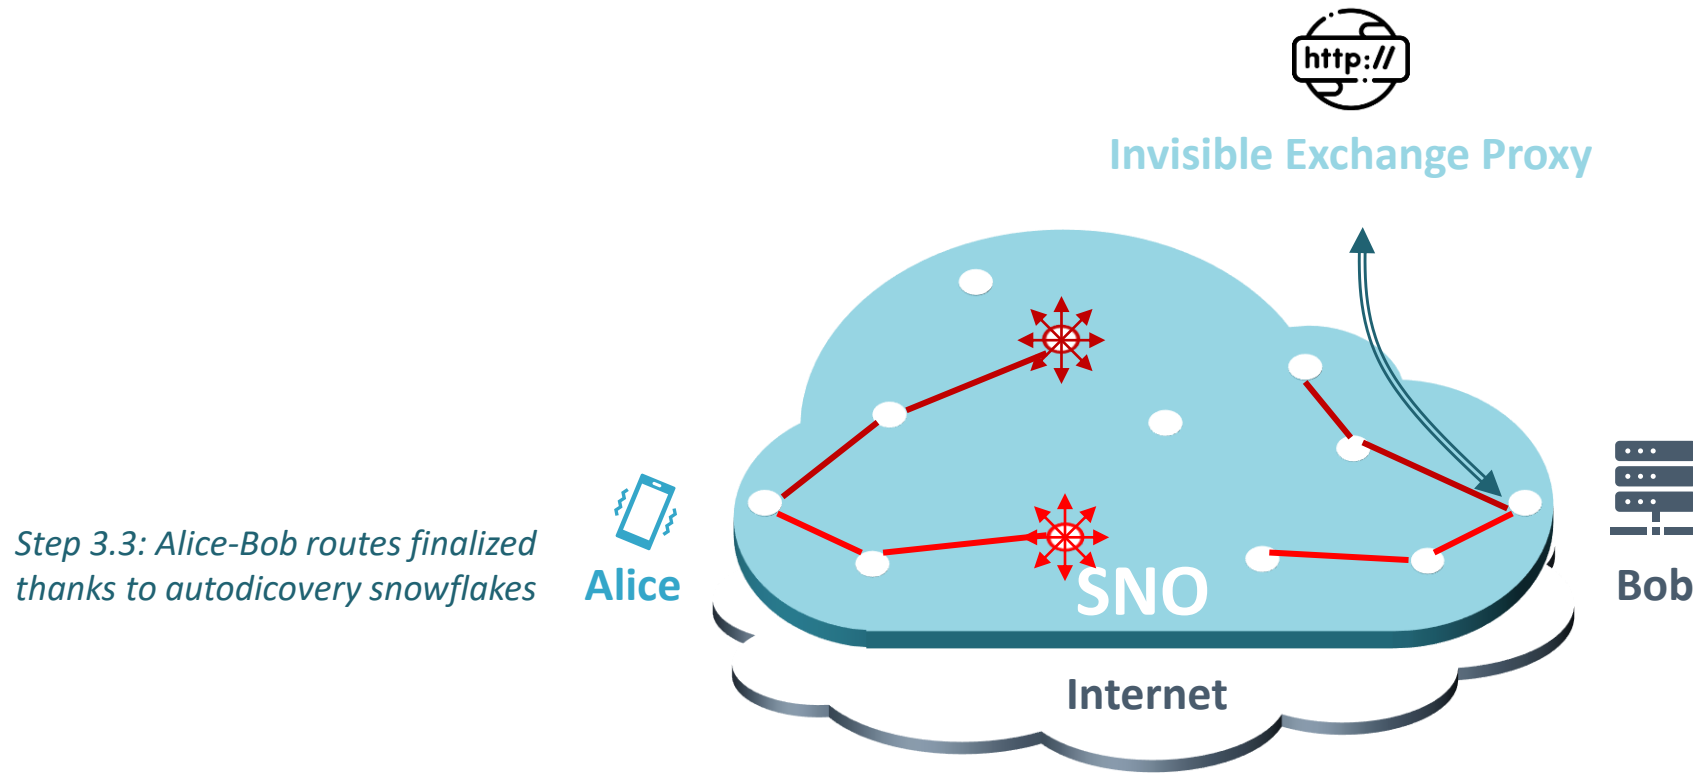 http://
Invisible Exchange Proxy
Step 3.3: Alice-Bob routes finalized
thanks to autodicovery snowflakes
Alice
SNO
Bob
Internet